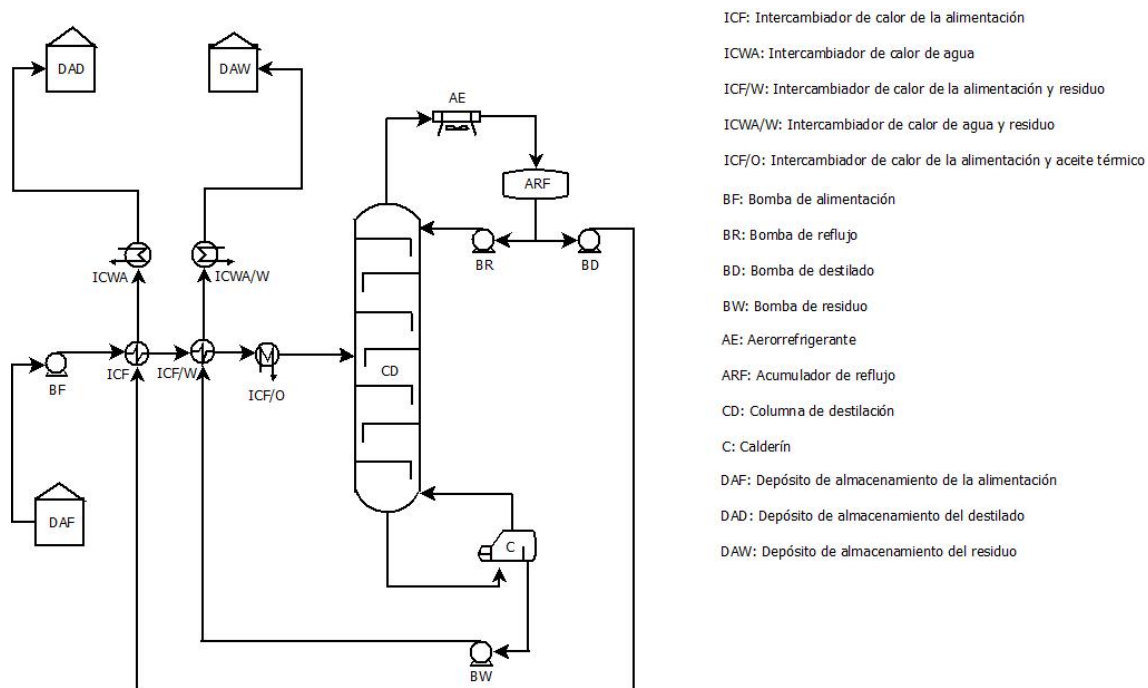 DAD
DAW
AE
ARF
BR
BD
ICWA
ICWA/W
BF
ICF
ICF/W
ICF/O
CD
DAF
C
BW
ICF: Intercambiador de calor de la alimentación
ICWA: Intercambiador de calor de agua
ICF/W: Intercambiador de calor de la alimentación y residuo
ICWA/W: Intercambiador de calor de agua y residuo
ICF/O: Intercambiador de calor de la alimentación y aceite térmico
BF: Bomba de alimentación
BR: Bomba de reflujo
BD: Bomba de destilado
BW: Bomba de residuo
AE: Aerorrefrigerante
ARF: Acumulador de reflujo
CD: Columna de destilación
C: Calderín
DAF: Depósito de almacenamiento de la alimentación
DAD: Depósito de almacenamiento del destilado
DAW: Depósito de almacenamiento del residuo